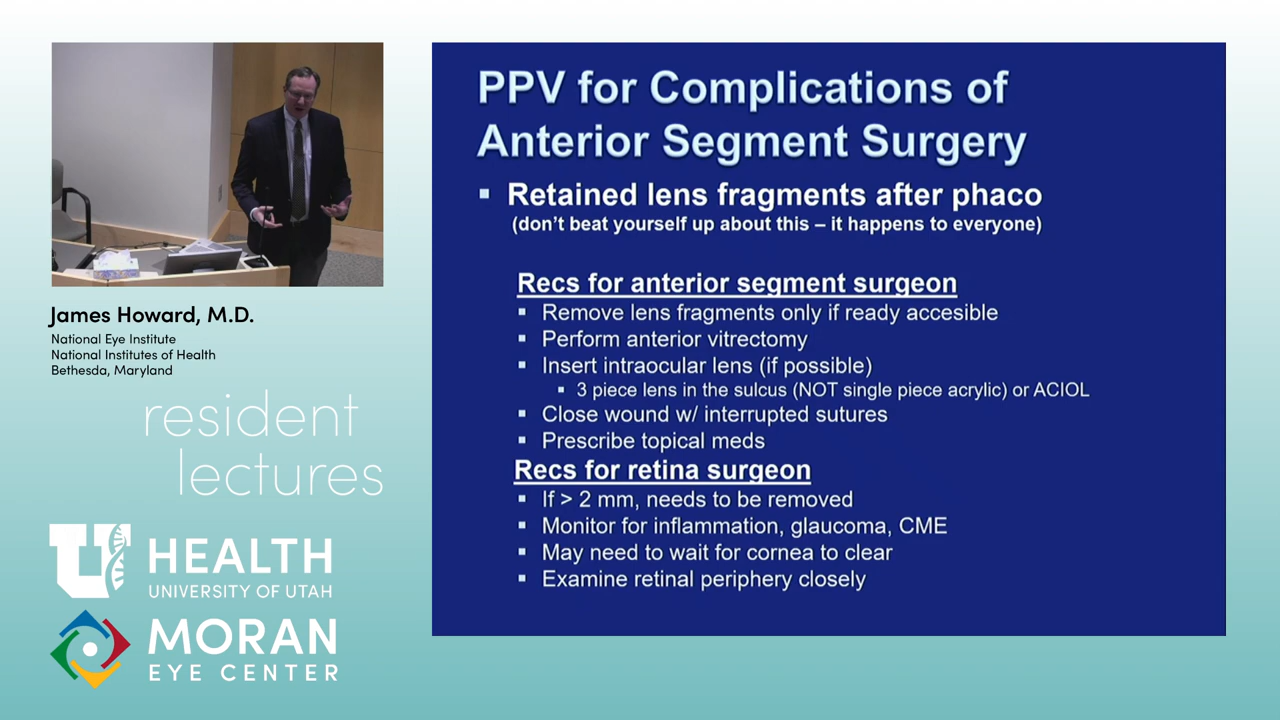 James Howard, M.D.
National Eye Institute
National Institutes of Health
Bethesda, Maryland
resident
lectures
U HEALTH
UNIVERSITY OF UTAH
MORAN
EYE CENTER
PPV for Complications of
Anterior Segment Surgery
▪ Retained lens fragments after phaco
(don't beat yourself up about this – it happens to everyone)
Recs for anterior segment surgeon
▪ Remove lens fragments only if ready accesible
▪ Perform anterior vitrectomy
▪ Insert intraocular lens (if possible)
▪ 3 piece lens in the sulcus (NOT single piece acrylic) or ACIOL
▪ Close wound w/ interrupted sutures
▪ Prescribe topical meds
Recs for retina surgeon
▪ If > 2 mm, needs to be removed
▪ Monitor for inflammation, glaucoma, CME
▪ May need to wait for cornea to clear
▪ Examine retinal periphery closely